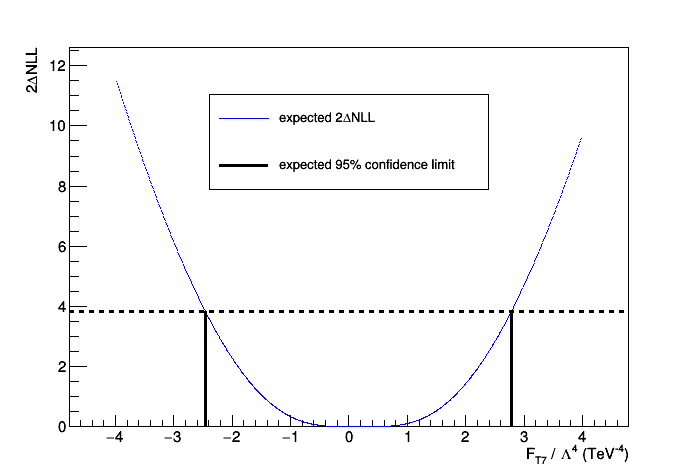 2ΔNLL
12
10
8
6
4
2
0
expected 2ΔNLL
expected 95% confidence limit
−4 −3 −2 −1 0 1 2 3 4
F_T7 / Λ^4 (TeV^-4)